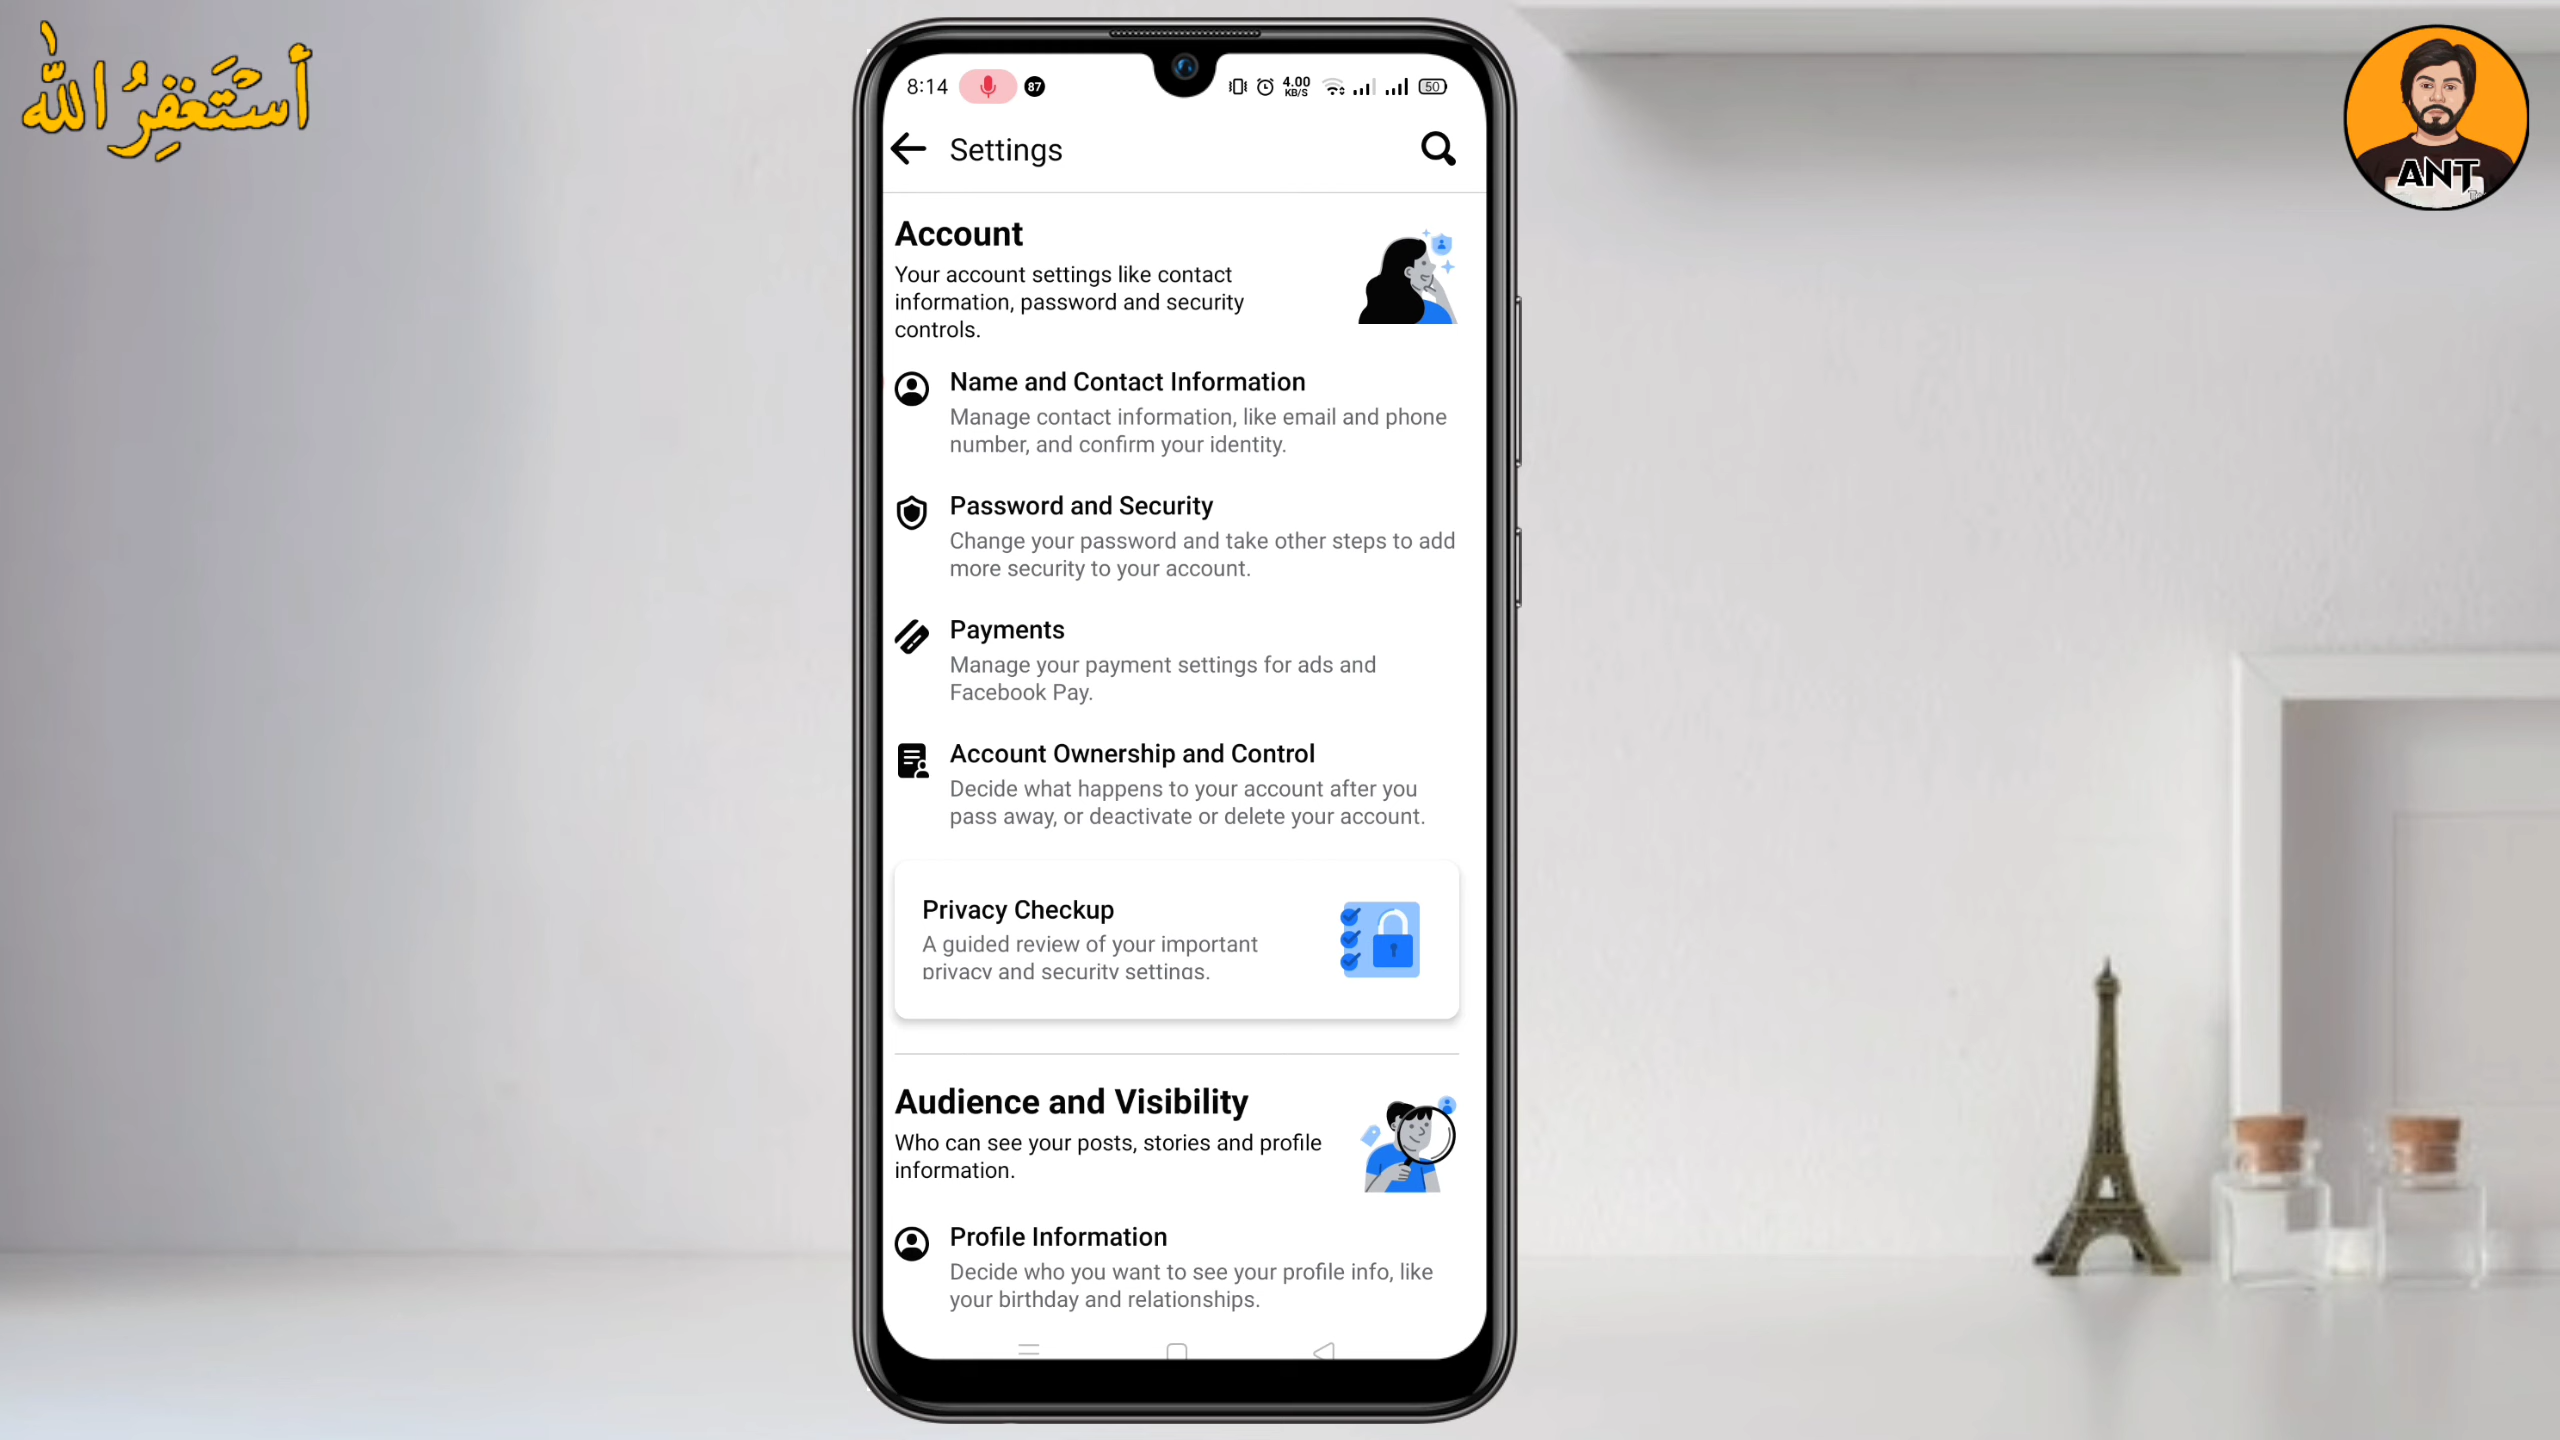 أَسْتَغْفِرُ اللّٰه
8:14
87
4.00
KB/S
50
Settings
Account
Your account settings like contact
information, password and security
controls.
Name and Contact Information
Manage contact information, like email and phone
number, and confirm your identity.
Password and Security
Change your password and take other steps to add
more security to your account.
Payments
Manage your payment settings for ads and
Facebook Pay.
Account Ownership and Control
Decide what happens to your account after you
pass away, or deactivate or delete your account.
Privacy Checkup
A guided review of your important
privacy and security settings.
Audience and Visibility
Who can see your posts, stories and profile
information.
Profile Information
Decide who you want to see your profile info, like
your birthday and relationships.
ANT